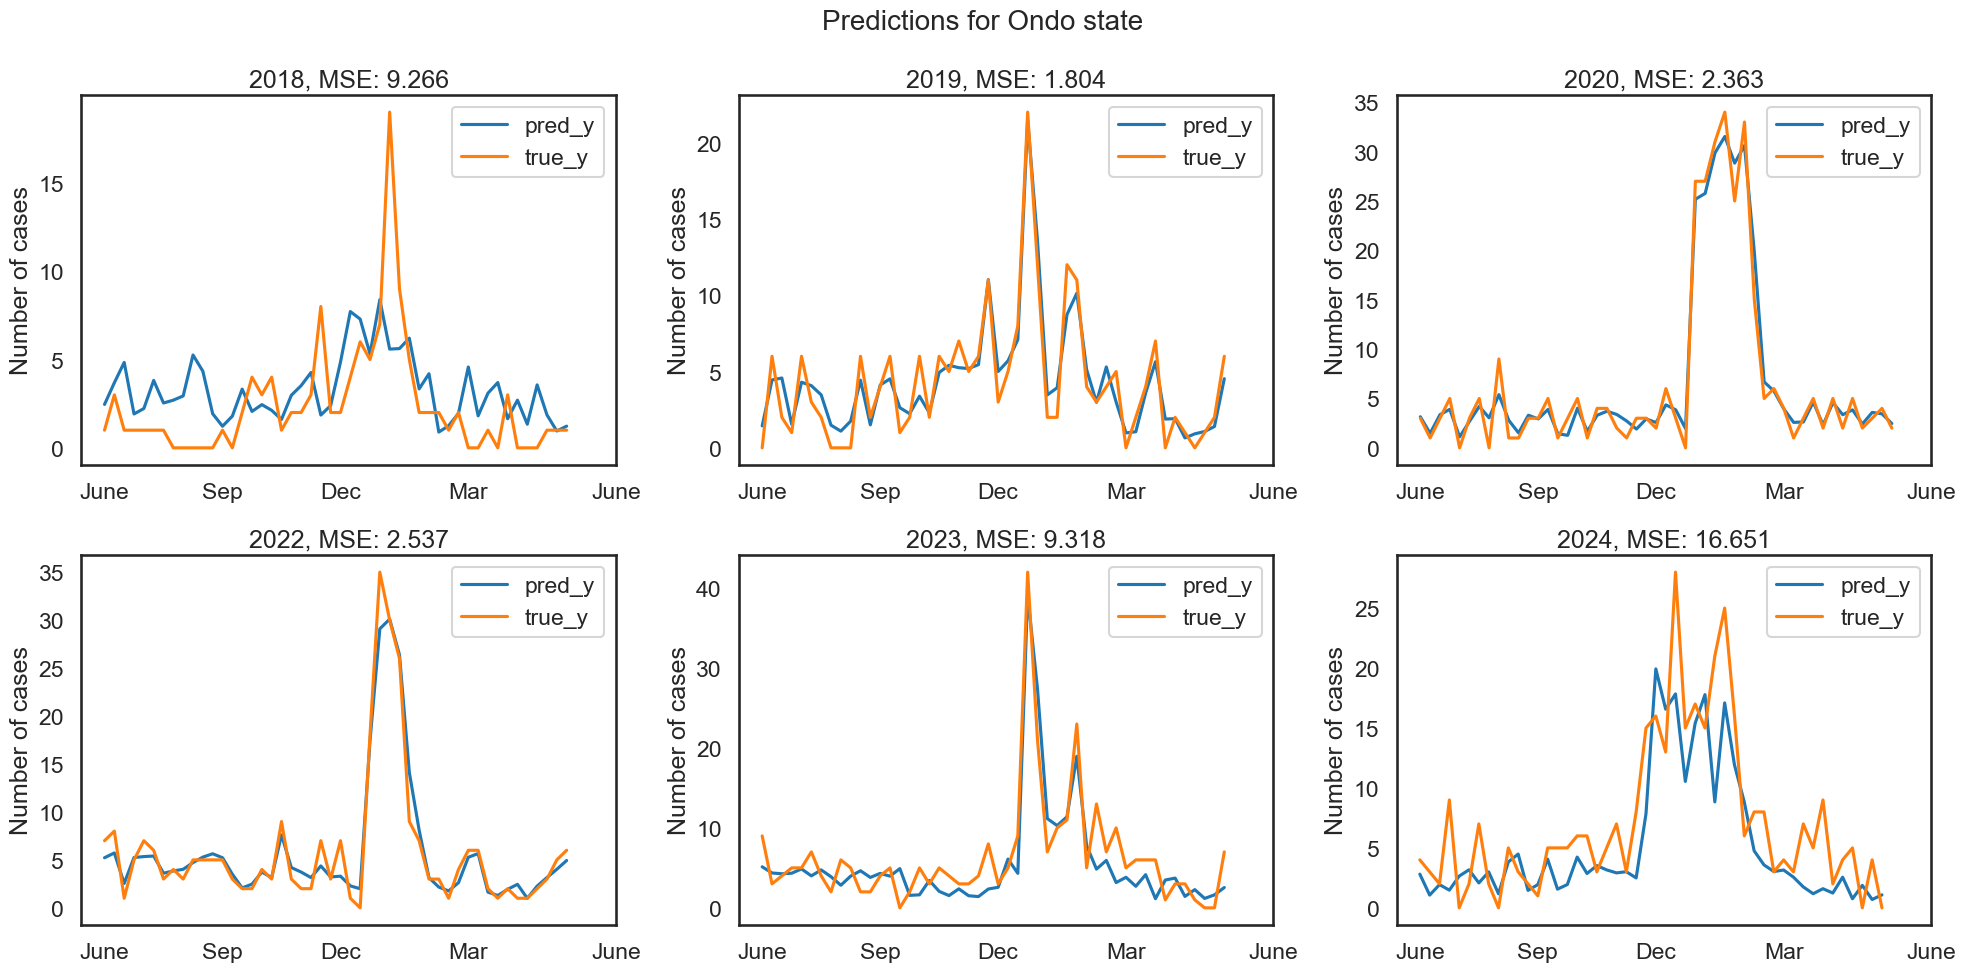 Predictions for Ondo state
2018, MSE: 9.266
Number of cases
15
10
5
0
pred_y
true_y
June Sep Dec Mar June
2019, MSE: 1.804
Number of cases
20
15
10
5
0
pred_y
true_y
June Sep Dec Mar June
2020, MSE: 2.363
Number of cases
35
30
25
20
15
10
5
0
pred_y
true_y
June Sep Dec Mar June
2022, MSE: 2.537
Number of cases
35
30
25
20
15
10
5
0
pred_y
true_y
June Sep Dec Mar June
2023, MSE: 9.318
Number of cases
40
30
20
10
0
pred_y
true_y
June Sep Dec Mar June
2024, MSE: 16.651
Number of cases
25
20
15
10
5
0
pred_y
true_y
June Sep Dec Mar June